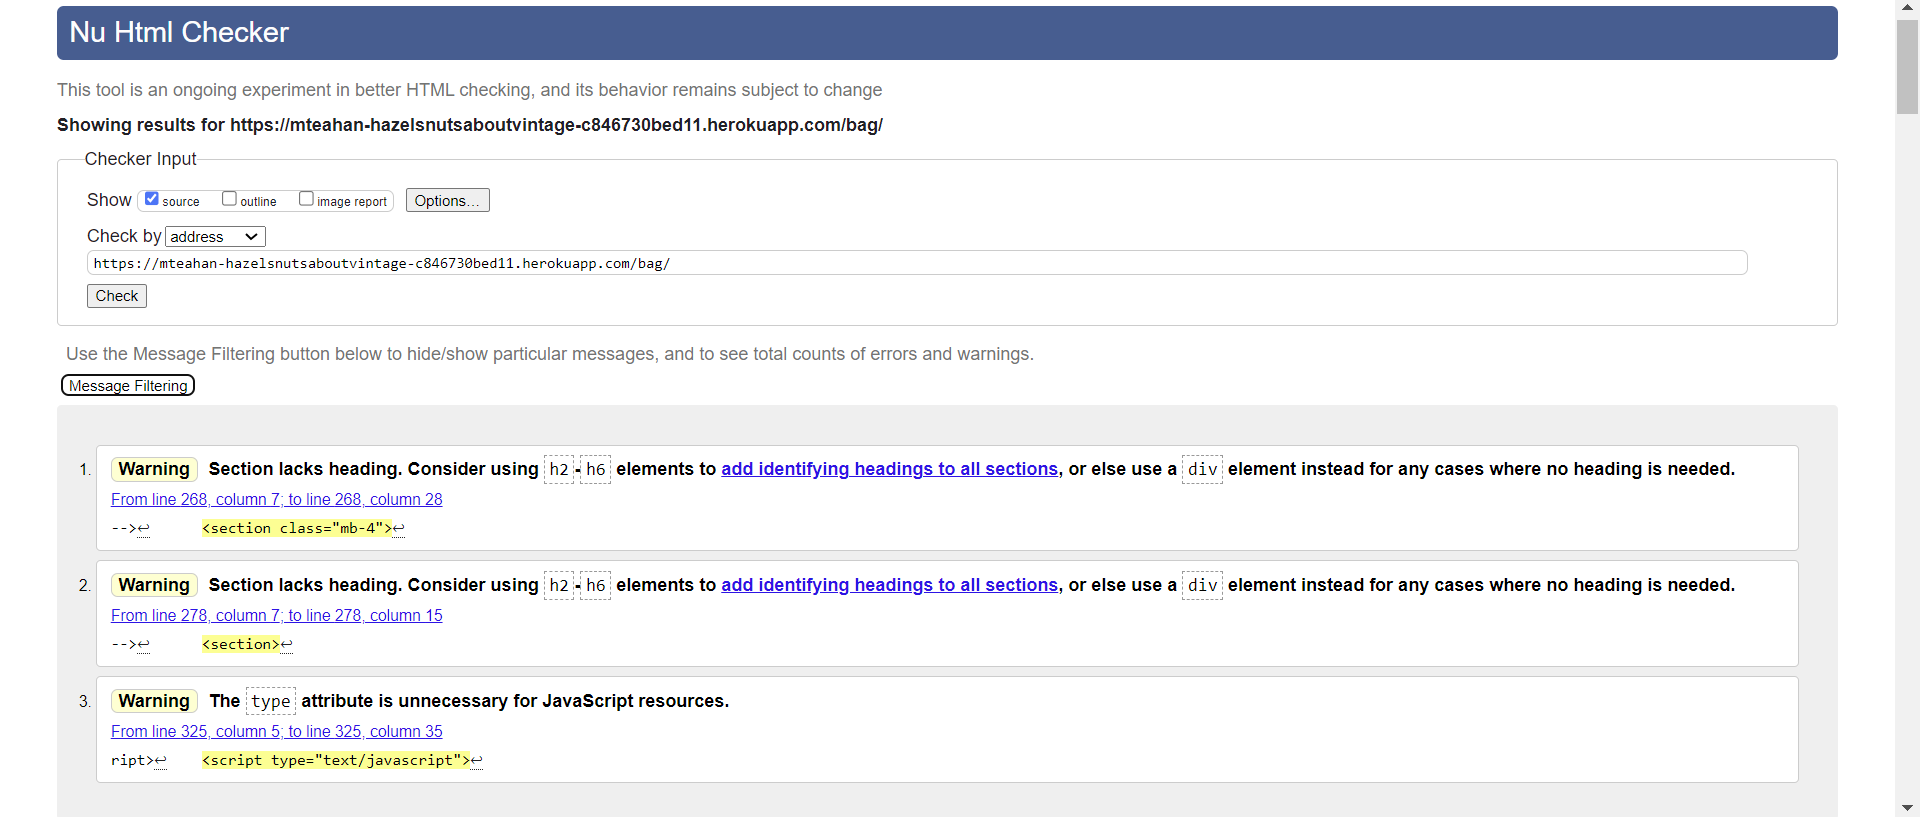 Nu Html Checker
This tool is an ongoing experiment in better HTML checking, and its behavior remains subject to change
Showing results for https://mteahan-hazelsnutsaboutvintage-c846730bed11.herokuapp.com/bag/
Checker Input
Show source outline image report Options...
Check by address
https://mteahan-hazelsnutsaboutvintage-c846730bed11.herokuapp.com/bag/
Check
Use the Message Filtering button below to hide/show particular messages, and to see total counts of errors and warnings.
Message Filtering
1. Warning Section lacks heading. Consider using h2-h6 elements to add identifying headings to all sections, or else use a div element instead for any cases where no heading is needed.
From line 268, column 7; to line 268, column 28
-->↩ <section class="mb-4">↩
2. Warning Section lacks heading. Consider using h2-h6 elements to add identifying headings to all sections, or else use a div element instead for any cases where no heading is needed.
From line 278, column 7; to line 278, column 15
-->↩ <section>↩
3. Warning The type attribute is unnecessary for JavaScript resources.
From line 325, column 5; to line 325, column 35
ript>↩ <script type="text/javascript">↩